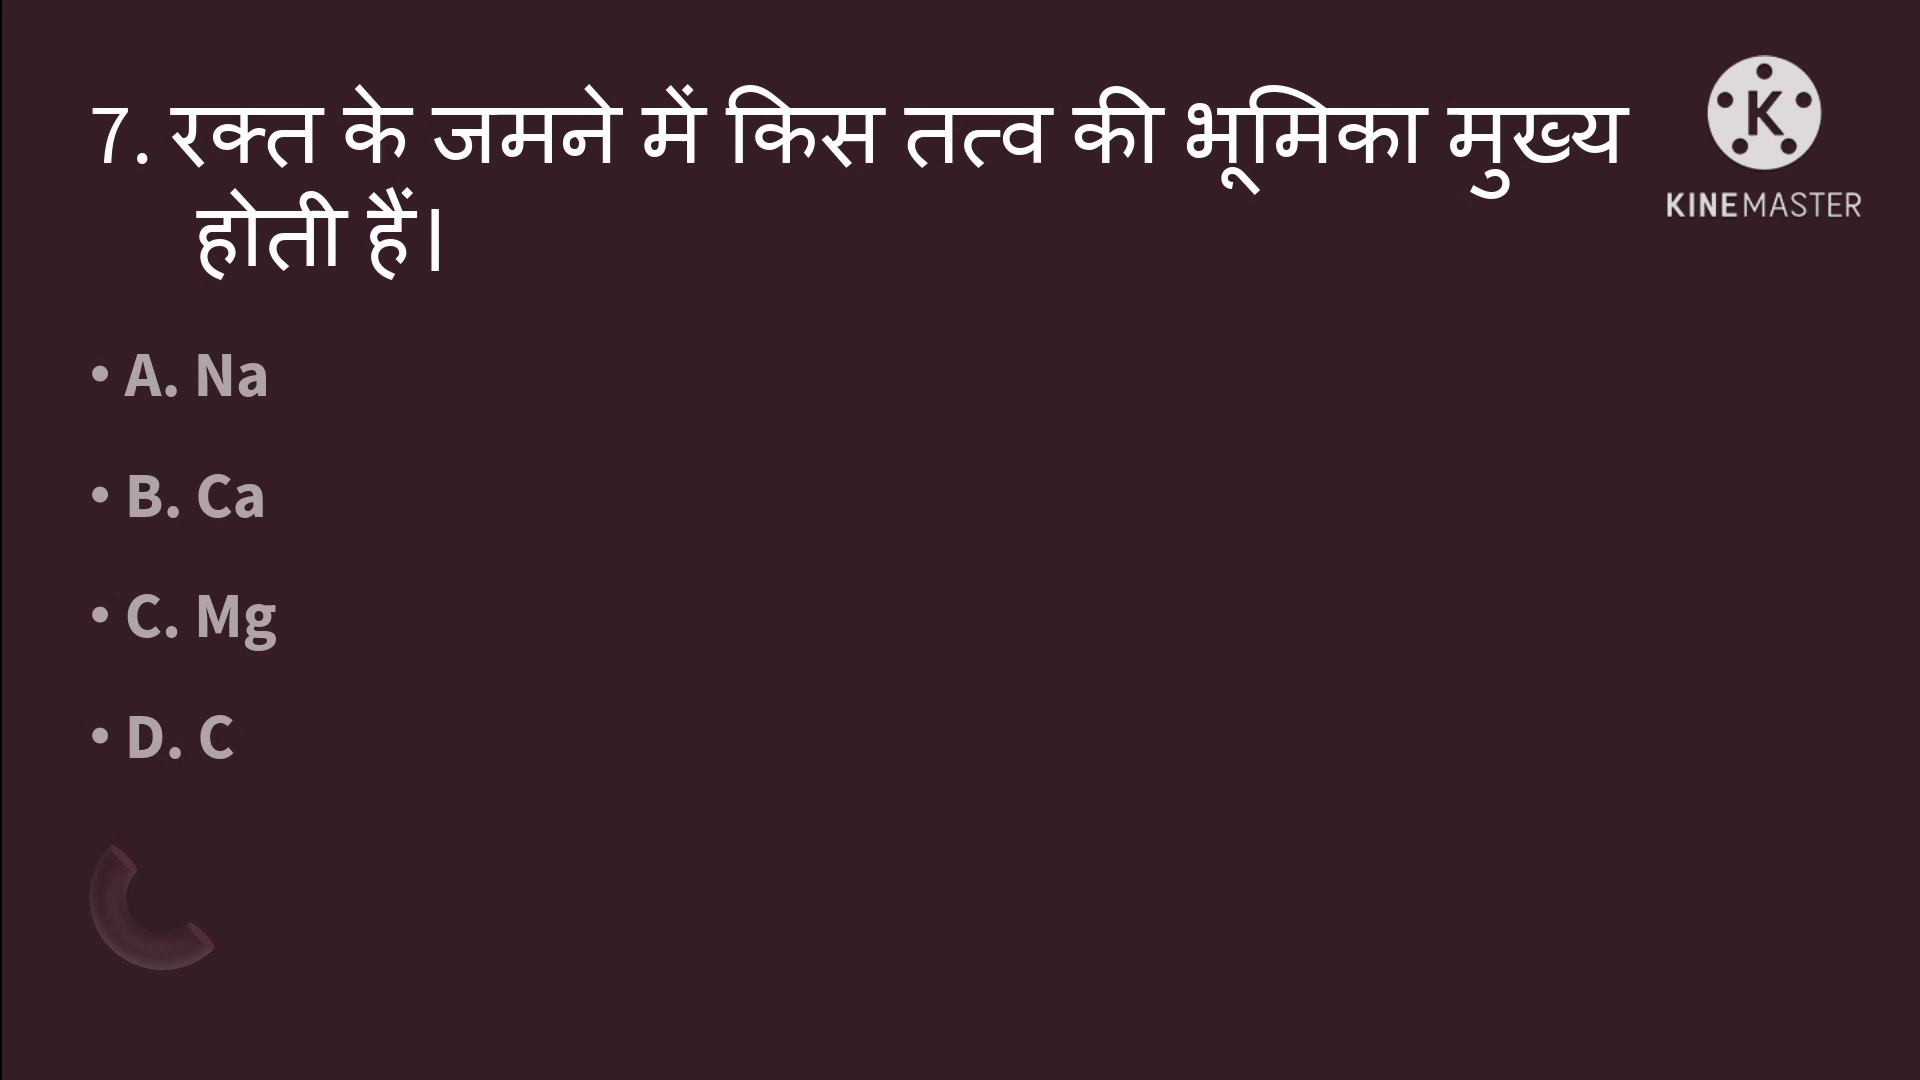 7. रक्त के जमने में किस तत्व की भूमिका मुख्य
होती हैं।
KINEMASTER
• A. Na
• B. Ca
• C. Mg
• D. C